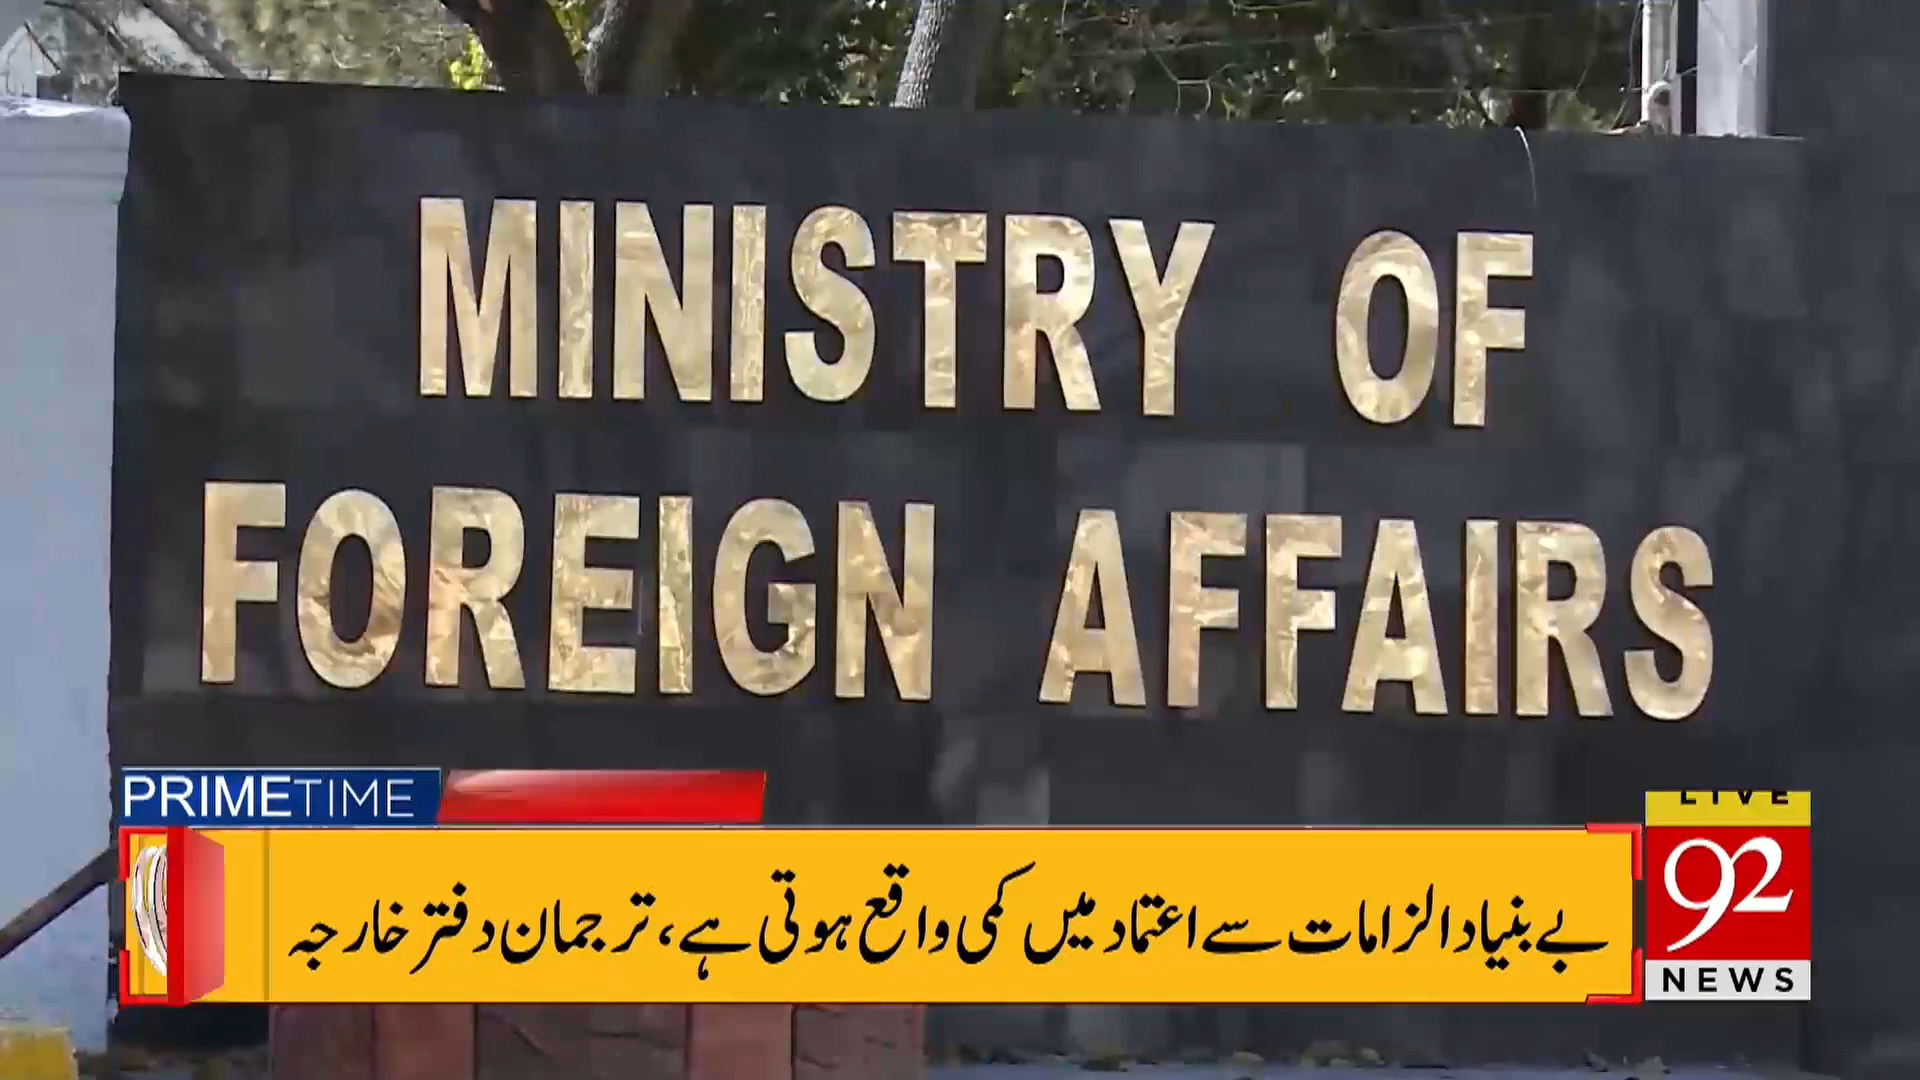 MINISTRY OF
FOREIGN AFFAIRS
PRIMETIME
بے بنیاد الزامات سے اعتماد میں کمی واقع ہوتی ہے، ترجمان دفتر خارجہ
LIVE
92
NEWS